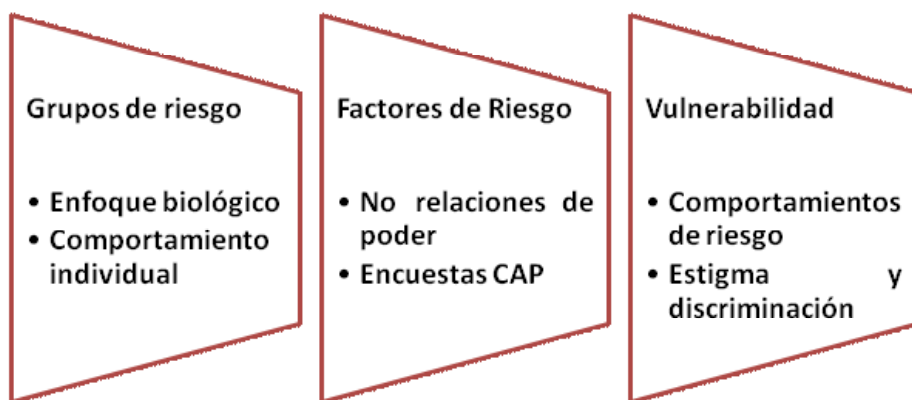 Grupos de riesgo
• Enfoque biológico
• Comportamiento
individual
Factores de Riesgo
• No relaciones de
poder
• Encuestas CAP
Vulnerabilidad
• Comportamientos
de riesgo
• Estigma y
discriminación